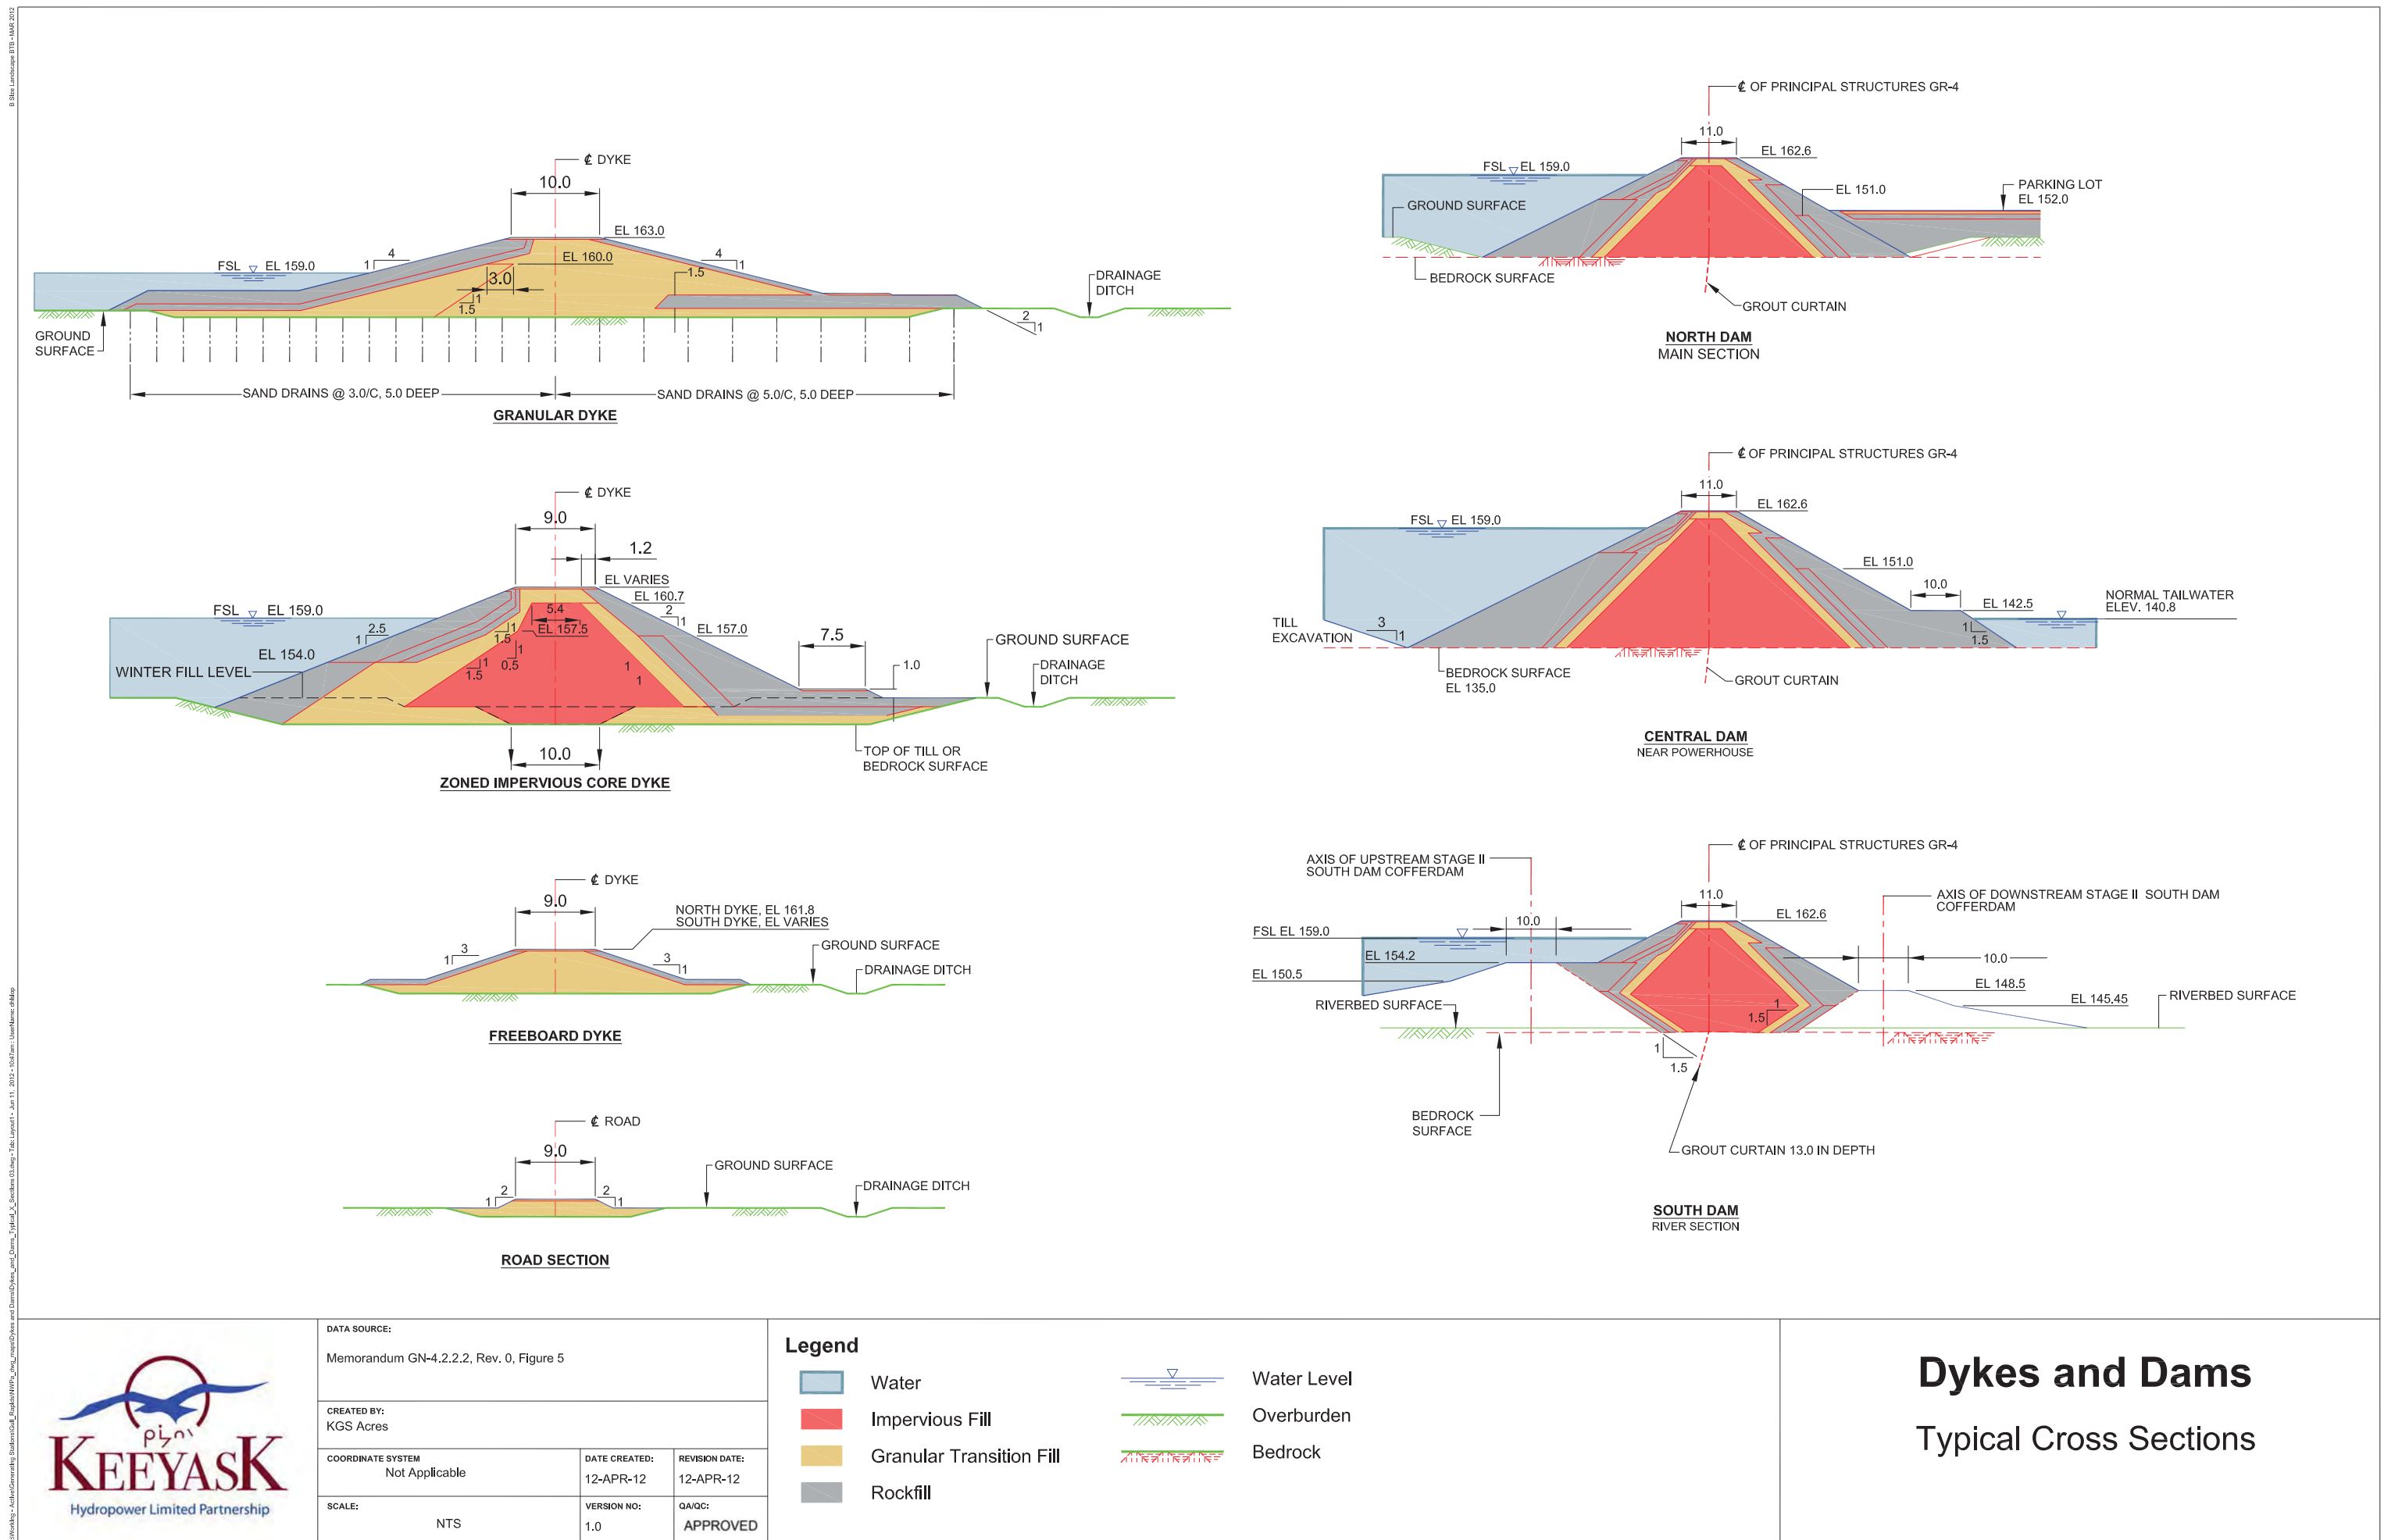 B Size Landscape BTB - MAR 2012
℄ DYKE
10.0
EL 163.0
4
1
4
1
FSL EL 159.0
EL 160.0
3.0
1.5
1
1.5
DRAINAGE
DITCH
2
1
GROUND
SURFACE
SAND DRAINS @ 3.0/C, 5.0 DEEP
SAND DRAINS @ 5.0/C, 5.0 DEEP
GRANULAR DYKE
℄ DYKE
9.0
1.2
EL VARIES
EL 160.7
FSL EL 159.0
5.4
2
1
2.5
1
1
1.5
EL 157.5
EL 157.0
7.5
GROUND SURFACE
EL 154.0
1
0.5
1
1.5
1
1
1.0
DRAINAGE
DITCH
WINTER FILL LEVEL
10.0
TOP OF TILL OR
BEDROCK SURFACE
ZONED IMPERVIOUS CORE DYKE
℄ DYKE
9.0
NORTH DYKE, EL 161.8
SOUTH DYKE, EL VARIES
3
1
3
1
GROUND SURFACE
DRAINAGE DITCH
FREEBOARD DYKE
℄ ROAD
9.0
GROUND SURFACE
2
1
2
1
DRAINAGE DITCH
ROAD SECTION
℄ OF PRINCIPAL STRUCTURES GR-4
11.0
EL 162.6
FSL EL 159.0
EL 151.0
PARKING LOT
EL 152.0
GROUND SURFACE
BEDROCK SURFACE
GROUT CURTAIN
NORTH DAM
MAIN SECTION
℄ OF PRINCIPAL STRUCTURES GR-4
11.0
EL 162.6
FSL EL 159.0
EL 151.0
10.0
EL 142.5
NORMAL TAILWATER
ELEV. 140.8
TILL
EXCAVATION
3
1
1
1.5
BEDROCK SURFACE
EL 135.0
GROUT CURTAIN
CENTRAL DAM
NEAR POWERHOUSE
℄ OF PRINCIPAL STRUCTURES GR-4
AXIS OF UPSTREAM STAGE II
SOUTH DAM COFFERDAM
AXIS OF DOWNSTREAM STAGE II SOUTH DAM
COFFERDAM
11.0
EL 162.6
10.0
FSL EL 159.0
EL 154.2
10.0
EL 150.5
EL 148.5
RIVERBED SURFACE
1
1.5
EL 145.45
RIVERBED SURFACE
1
1.5
BEDROCK
SURFACE
GROUT CURTAIN 13.0 IN DEPTH
SOUTH DAM
RIVER SECTION
ᑭᔨᐢᑊ
KEEYASK
Hydropower Limited Partnership
DATA SOURCE:
Memorandum GN-4.2.2.2, Rev. 0, Figure 5
CREATED BY:
KGS Acres
COORDINATE SYSTEM
Not Applicable
DATE CREATED:
12-APR-12
REVISION DATE:
12-APR-12
SCALE:
NTS
VERSION NO:
1.0
QA/QC:
APPROVED
Legend
Water
Impervious Fill
Granular Transition Fill
Rockfill
Water Level
Overburden
Bedrock
Dykes and Dams
Typical Cross Sections